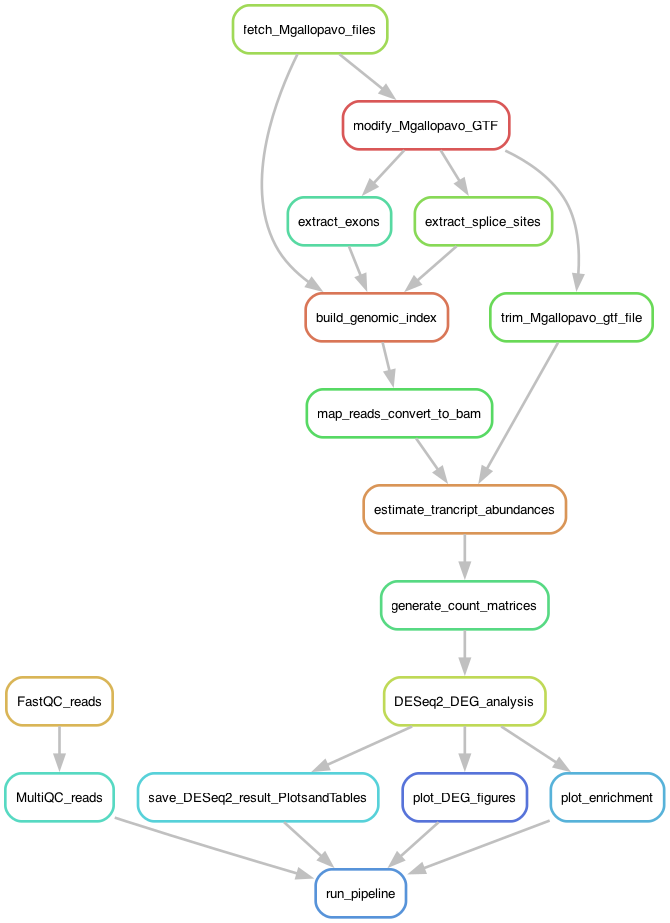 fetch_Mgallopavo_files
modify_Mgallopavo_GTF
extract_exons
extract_splice_sites
build_genomic_index
trim_Mgallopavo_gtf_file
map_reads_convert_to_bam
estimate_trancript_abundances
generate_count_matrices
FastQC_reads
DESeq2_DEG_analysis
MultiQC_reads
save_DESeq2_result_PlotsandTables
plot_DEG_figures
plot_enrichment
run_pipeline